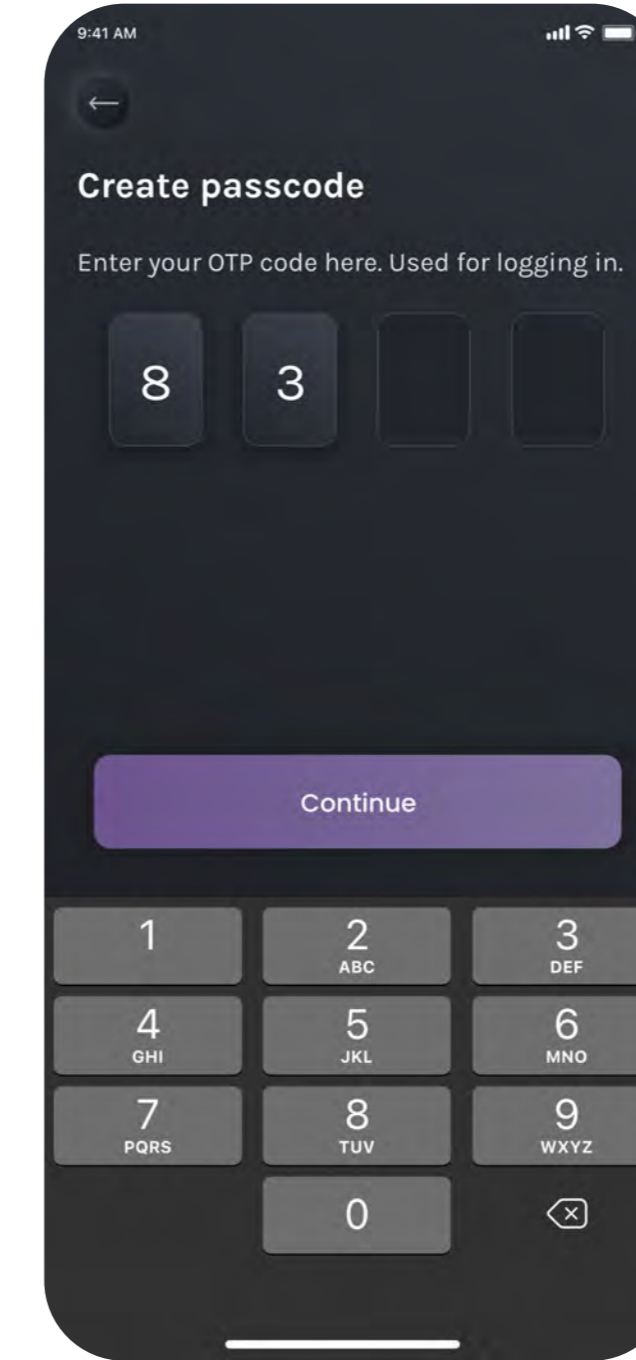 9:41 AM
Create passcode
Enter your OTP code here. Used for logging in.
8 3
Continue
1 2 3
ABC DEF
4 5 6
GHI JKL MNO
7 8 9
PQRS TUV WXYZ
0